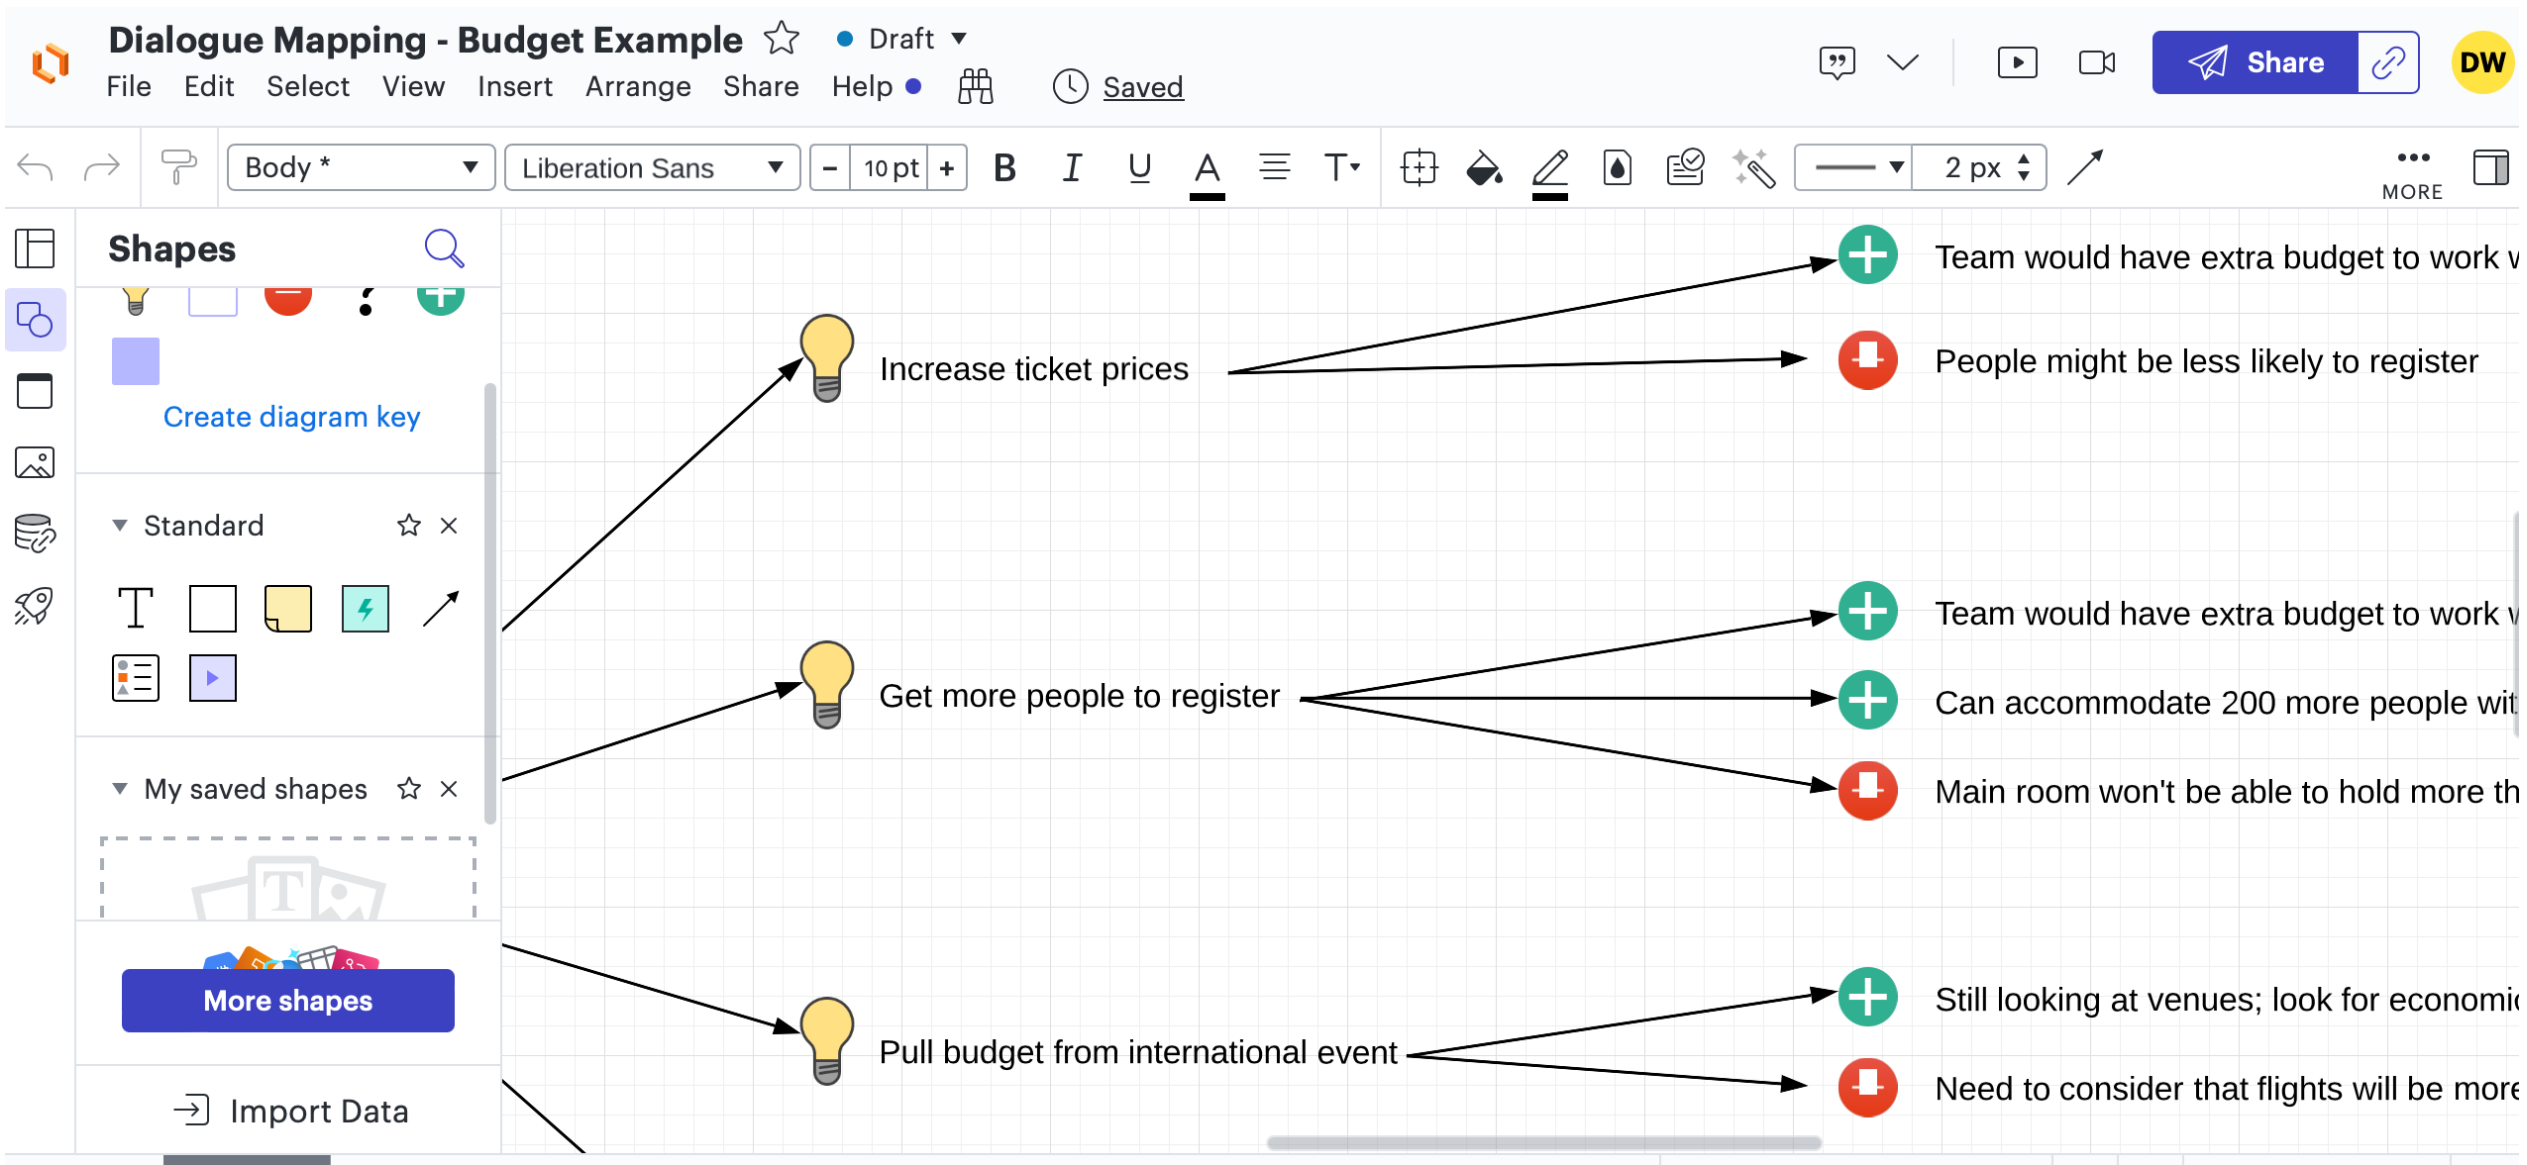 Dialogue Mapping - Budget Example
Draft
File Edit Select View Insert Arrange Share Help
Saved
Share
DW
Body *
Liberation Sans
- 10 pt +
B I U A T
2 px
MORE
Shapes
Create diagram key
Standard
T
My saved shapes
T
More shapes
Import Data
Team would have extra budget to work
Increase ticket prices
People might be less likely to register
Team would have extra budget to work
Get more people to register
Can accommodate 200 more people
Main room won't be able to hold more
Still looking at venues; look for
Pull budget from international event
Need to consider that flights will be